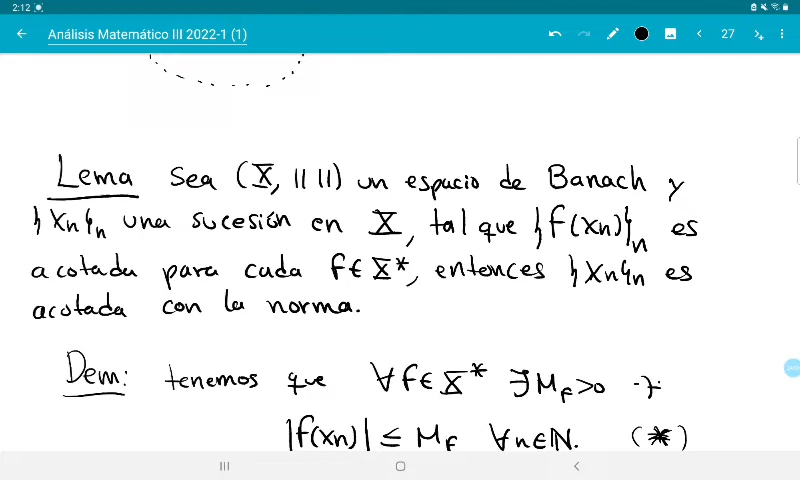 2:12
Análisis Matemático III 2022-1 (1)
27
Lema Sea (X, || ||) un espacio de Banach y
{Xn}n una sucesión en X, tal que {f(xn)}n es
acotada para cada f∈X*, entonces {Xn}n es
acotada con la norma.
Dem: tenemos que ∀f∈X* ∃M_f>0 ·}·
|f(xn)| ≤ M_f ∀n∈ℕ. (*)